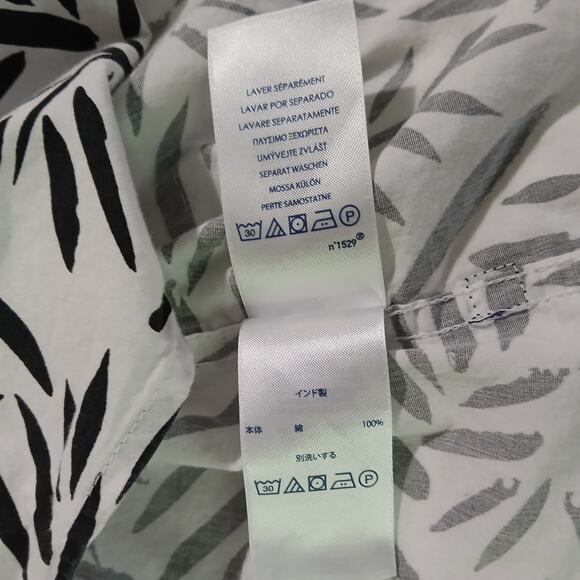 LAVER SÉPARÉMENT
LAVAR POR SEPARADO
LAVARE SEPARATAMENTE
ΠΛΥΣΙΜΟ ΞΕΧΩΡΙΣΤΑ
UMÝVEJTE ZVLÁŠŤ
SEPARAT WASCHEN
MOSSA KÜLÖN
PERTE SAMOSTATNE
30 P
n°1529®
インド製
本体 綿 100%
別洗いする
30 P